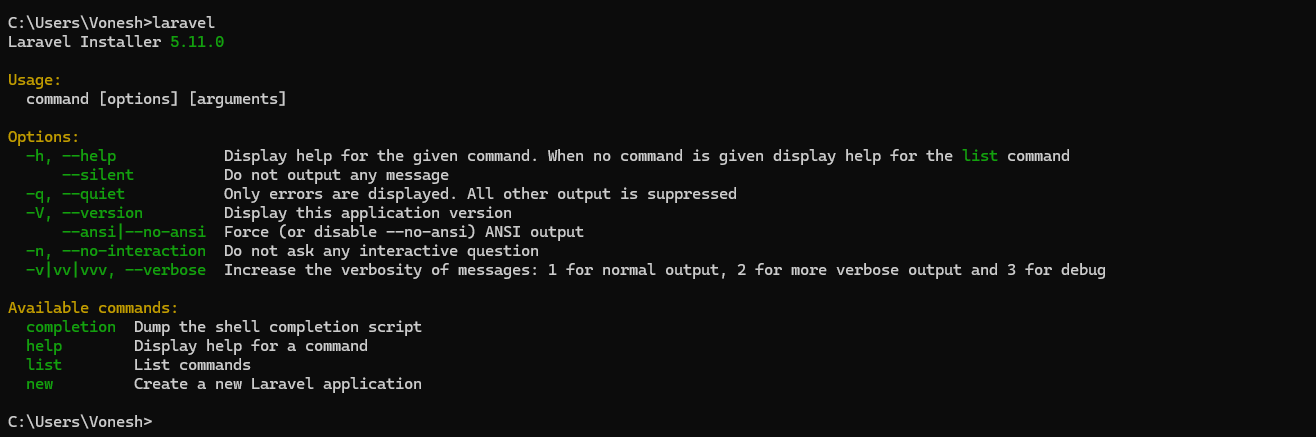 C:\Users\Vonesh>laravel
Laravel Installer 5.11.0
Usage:
command [options] [arguments]
Options:
-h, --help Display help for the given command. When no command is given display help for the list command
--silent Do not output any message
-q, --quiet Only errors are displayed. All other output is suppressed
-V, --version Display this application version
--ansi|--no-ansi Force (or disable --no-ansi) ANSI output
-n, --no-interaction Do not ask any interactive question
-v|vv|vvv, --verbose Increase the verbosity of messages: 1 for normal output, 2 for more verbose output and 3 for debug
Available commands:
completion Dump the shell completion script
help Display help for a command
list List commands
new Create a new Laravel application
C:\Users\Vonesh>